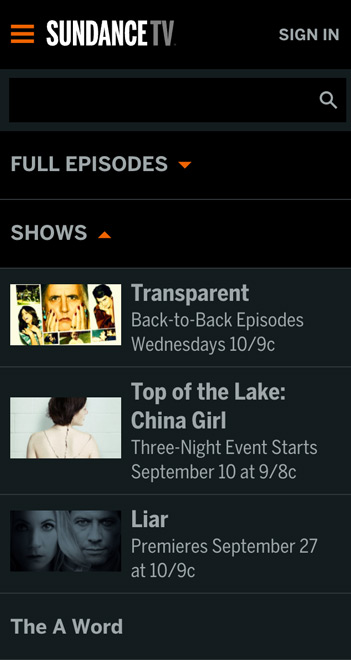 SUNDANCE TV
SIGN IN
FULL EPISODES
SHOWS
Transparent
Back-to-Back Episodes
Wednesdays 10/9c
Top of the Lake:
China Girl
Three-Night Event Starts
September 10 at 9/8c
Liar
Premieres September 27
at 10/9c
The A Word